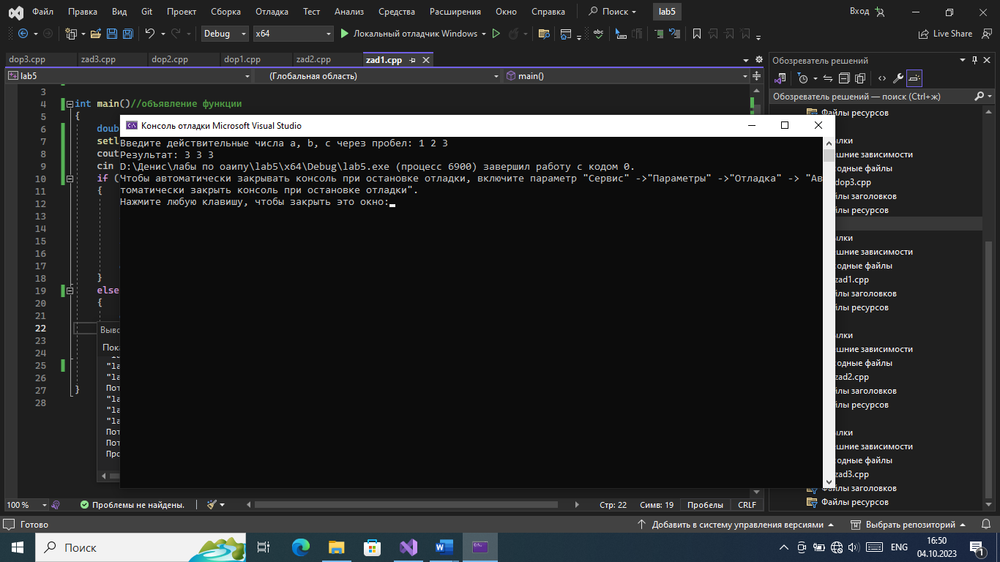 Файл Правка Вид Git Проект Сборка Отладка Тест Анализ Средства Расширения Окно Справка Поиск lab5 Вход
Debug x64 Локальный отладчик Windows Live Share
dop3.cpp zad3.cpp dop2.cpp dop1.cpp zad2.cpp zad1.cpp
lab5 (Глобальная область) main()
Обозреватель решений
Обозреватель решений — поиск (Ctrl+ж)
3
4 int main()//объявление функции
5 {
6 doub
7 setl
8 cout
9 cin
10 if (
11 {
12
13
14
15
16
17
18 }
19 else
20 {
21
22
23
24
25
26
27 }
28
Консоль отладки Microsoft Visual Studio
Введите действительные числа a, b, c через пробел: 1 2 3
Результат: 3 3 3
D:\Денис\лабы по оаипу\lab5\x64\Debug\lab5.exe (процесс 6900) завершил работу с кодом 0.
Чтобы автоматически закрывать консоль при остановке отладки, включите параметр "Сервис" ->"Параметры" ->"Отладка" -> "Ав
томатически закрыть консоль при остановке отладки".
Нажмите любую клавишу, чтобы закрыть это окно:
Выво
Пока
"la
"la
Пот
"la
"la
"la
Пот
Пот
Про
Файлы ресурсов
лки
шние зависимости
одные файлы
dop3.cpp
йлы заголовков
йлы ресурсов
лки
шние зависимости
одные файлы
zad1.cpp
йлы заголовков
йлы ресурсов
лки
шние зависимости
одные файлы
zad2.cpp
йлы заголовков
йлы ресурсов
лки
шние зависимости
одные файлы
zad3.cpp
Файлы заголовков
Файлы ресурсов
100 % Проблемы не найдены. Стр: 22 Симв: 19 Пробелы CRLF
Готово Добавить в систему управления версиями Выбрать репозиторий
Поиск ENG 16:50
04.10.2023 1